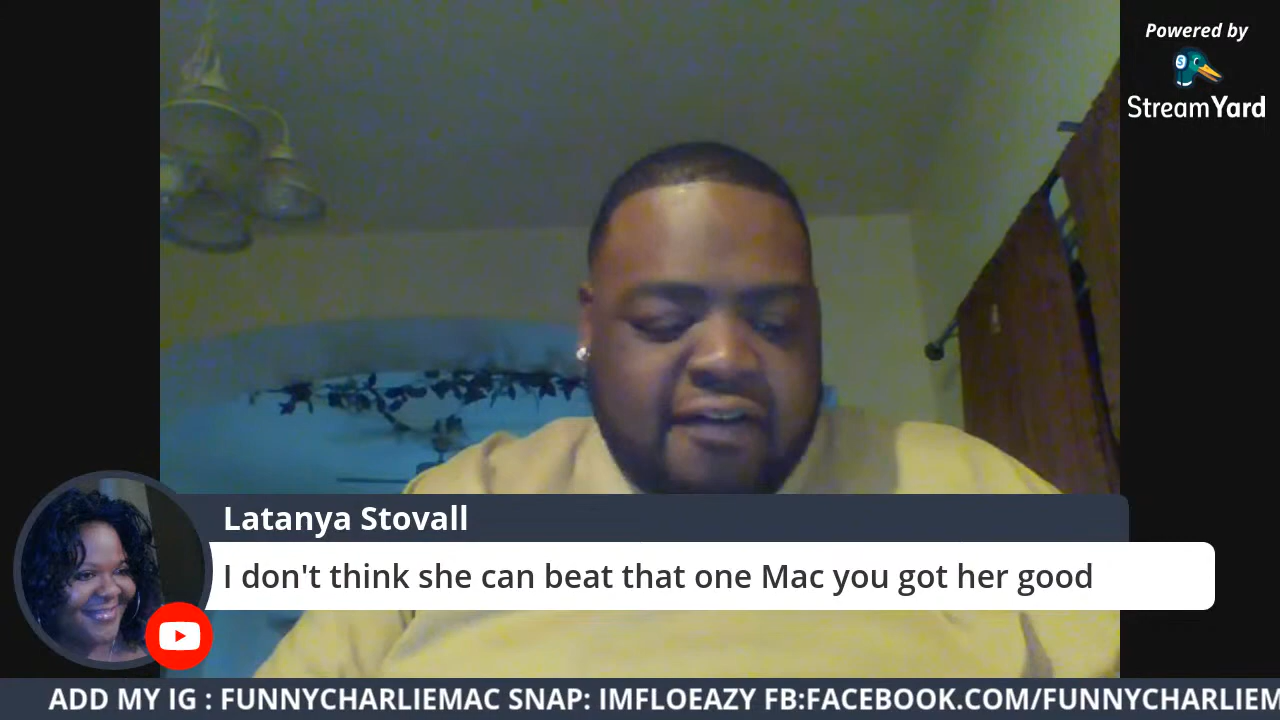 Powered by
StreamYard
Latanya Stovall
I don't think she can beat that one Mac you got her good
ADD MY IG : FUNNYCHARLIEMAC SNAP: IMFLOEAZY FB:FACEBOOK.COM/FUNNYCHARLIEM